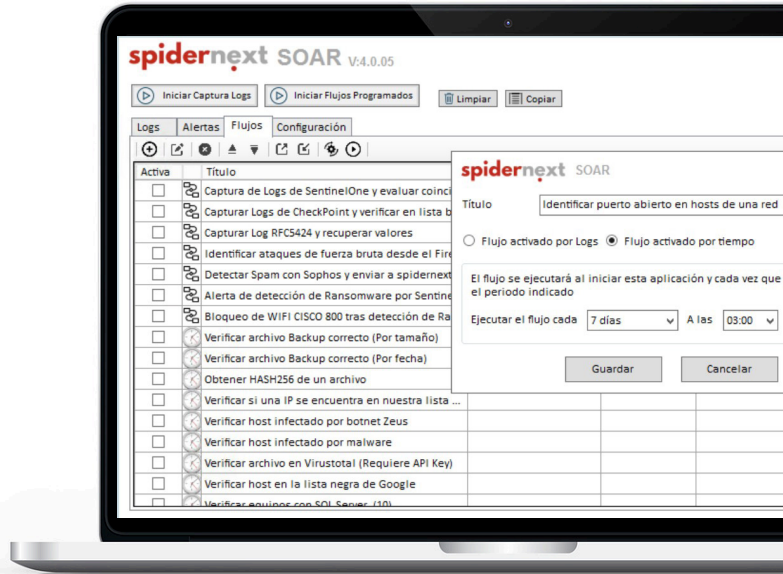 spidernext SOAR V:4.0.05
Iniciar Captura Logs
Iniciar Flujos Programados
Limpiar
Copiar
Logs
Alertas
Flujos
Configuración
Activa
Título
Captura de Logs de SentinelOne y evaluar coinci
Capturar Logs de CheckPoint y verificar en lista b
Capturar Log RFC5424 y recuperar valores
Identificar ataques de fuerza bruta desde el Fire
Detectar Spam con Sophos y enviar a spidernext
Alerta de detección de Ransomware por Sentine
Bloqueo de WIFI CISCO 800 tras detección de Ra
Verificar archivo Backup correcto (Por tamaño)
Verificar archivo Backup correcto (Por fecha)
Obtener HASH256 de un archivo
Verificar si una IP se encuentra en nuestra lista ...
Verificar host infectado por botnet Zeus
Verificar host infectado por malware
Verificar archivo en Virustotal (Requiere API Key)
Verificar host en la lista negra de Google
Verificar equipos con SQL Server (10)
spidernext SOAR
Título
Identificar puerto abierto en hosts de una red
Flujo activado por Logs
Flujo activado por tiempo
El flujo se ejecutará al iniciar esta aplicación y cada vez que
el periodo indicado
Ejecutar el flujo cada
7 días
A las
03:00
Guardar
Cancelar